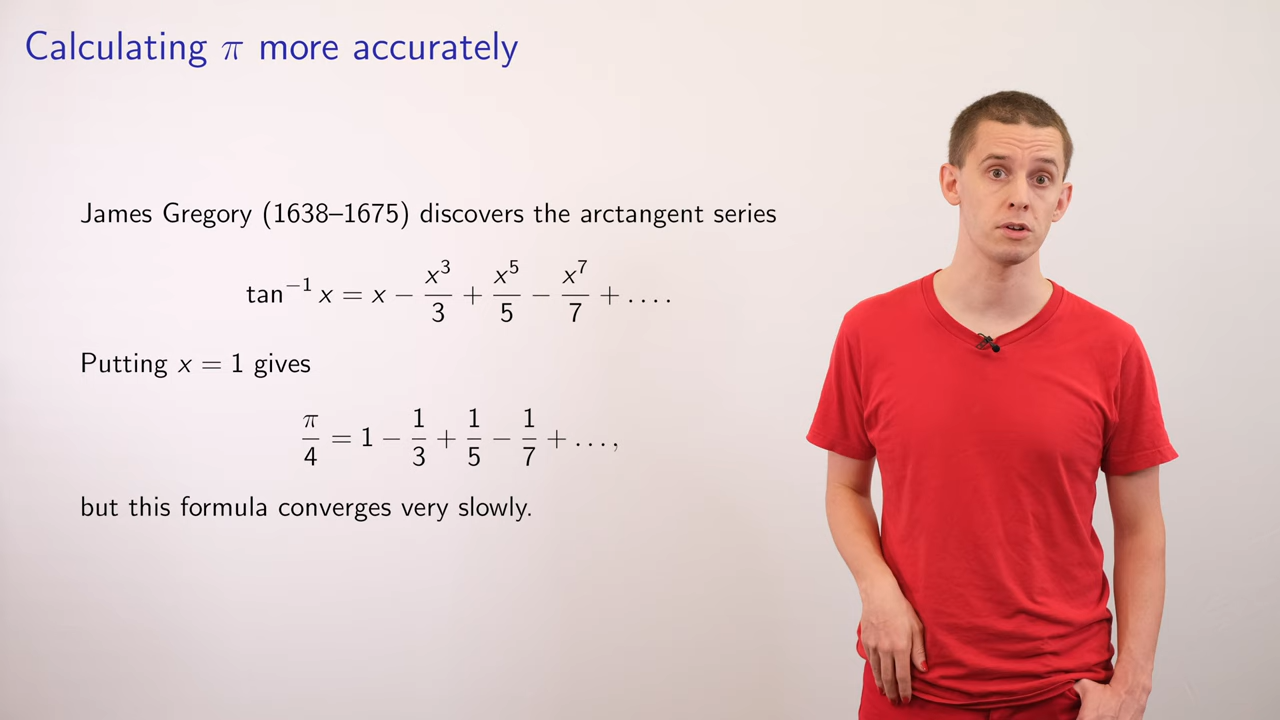 Calculating π more accurately
James Gregory (1638–1675) discovers the arctangent series
tan⁻¹ x = x − x³/3 + x⁵/5 − x⁷/7 + . . . .
Putting x = 1 gives
π/4 = 1 − 1/3 + 1/5 − 1/7 + . . . ,
but this formula converges very slowly.